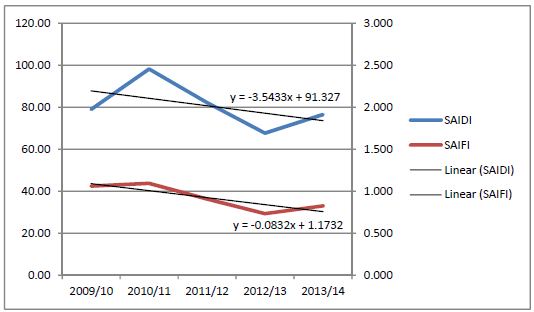 120.00
100.00
80.00
60.00
40.00
20.00
0.00
3.000
2.500
2.000
1.500
1.000
0.500
0.000
y = -3.5433x + 91.327
y = -0.0832x + 1.1732
2009/10 2010/11 2011/12 2012/13 2013/14
SAIDI
SAIFI
Linear (SAIDI)
Linear (SAIFI)